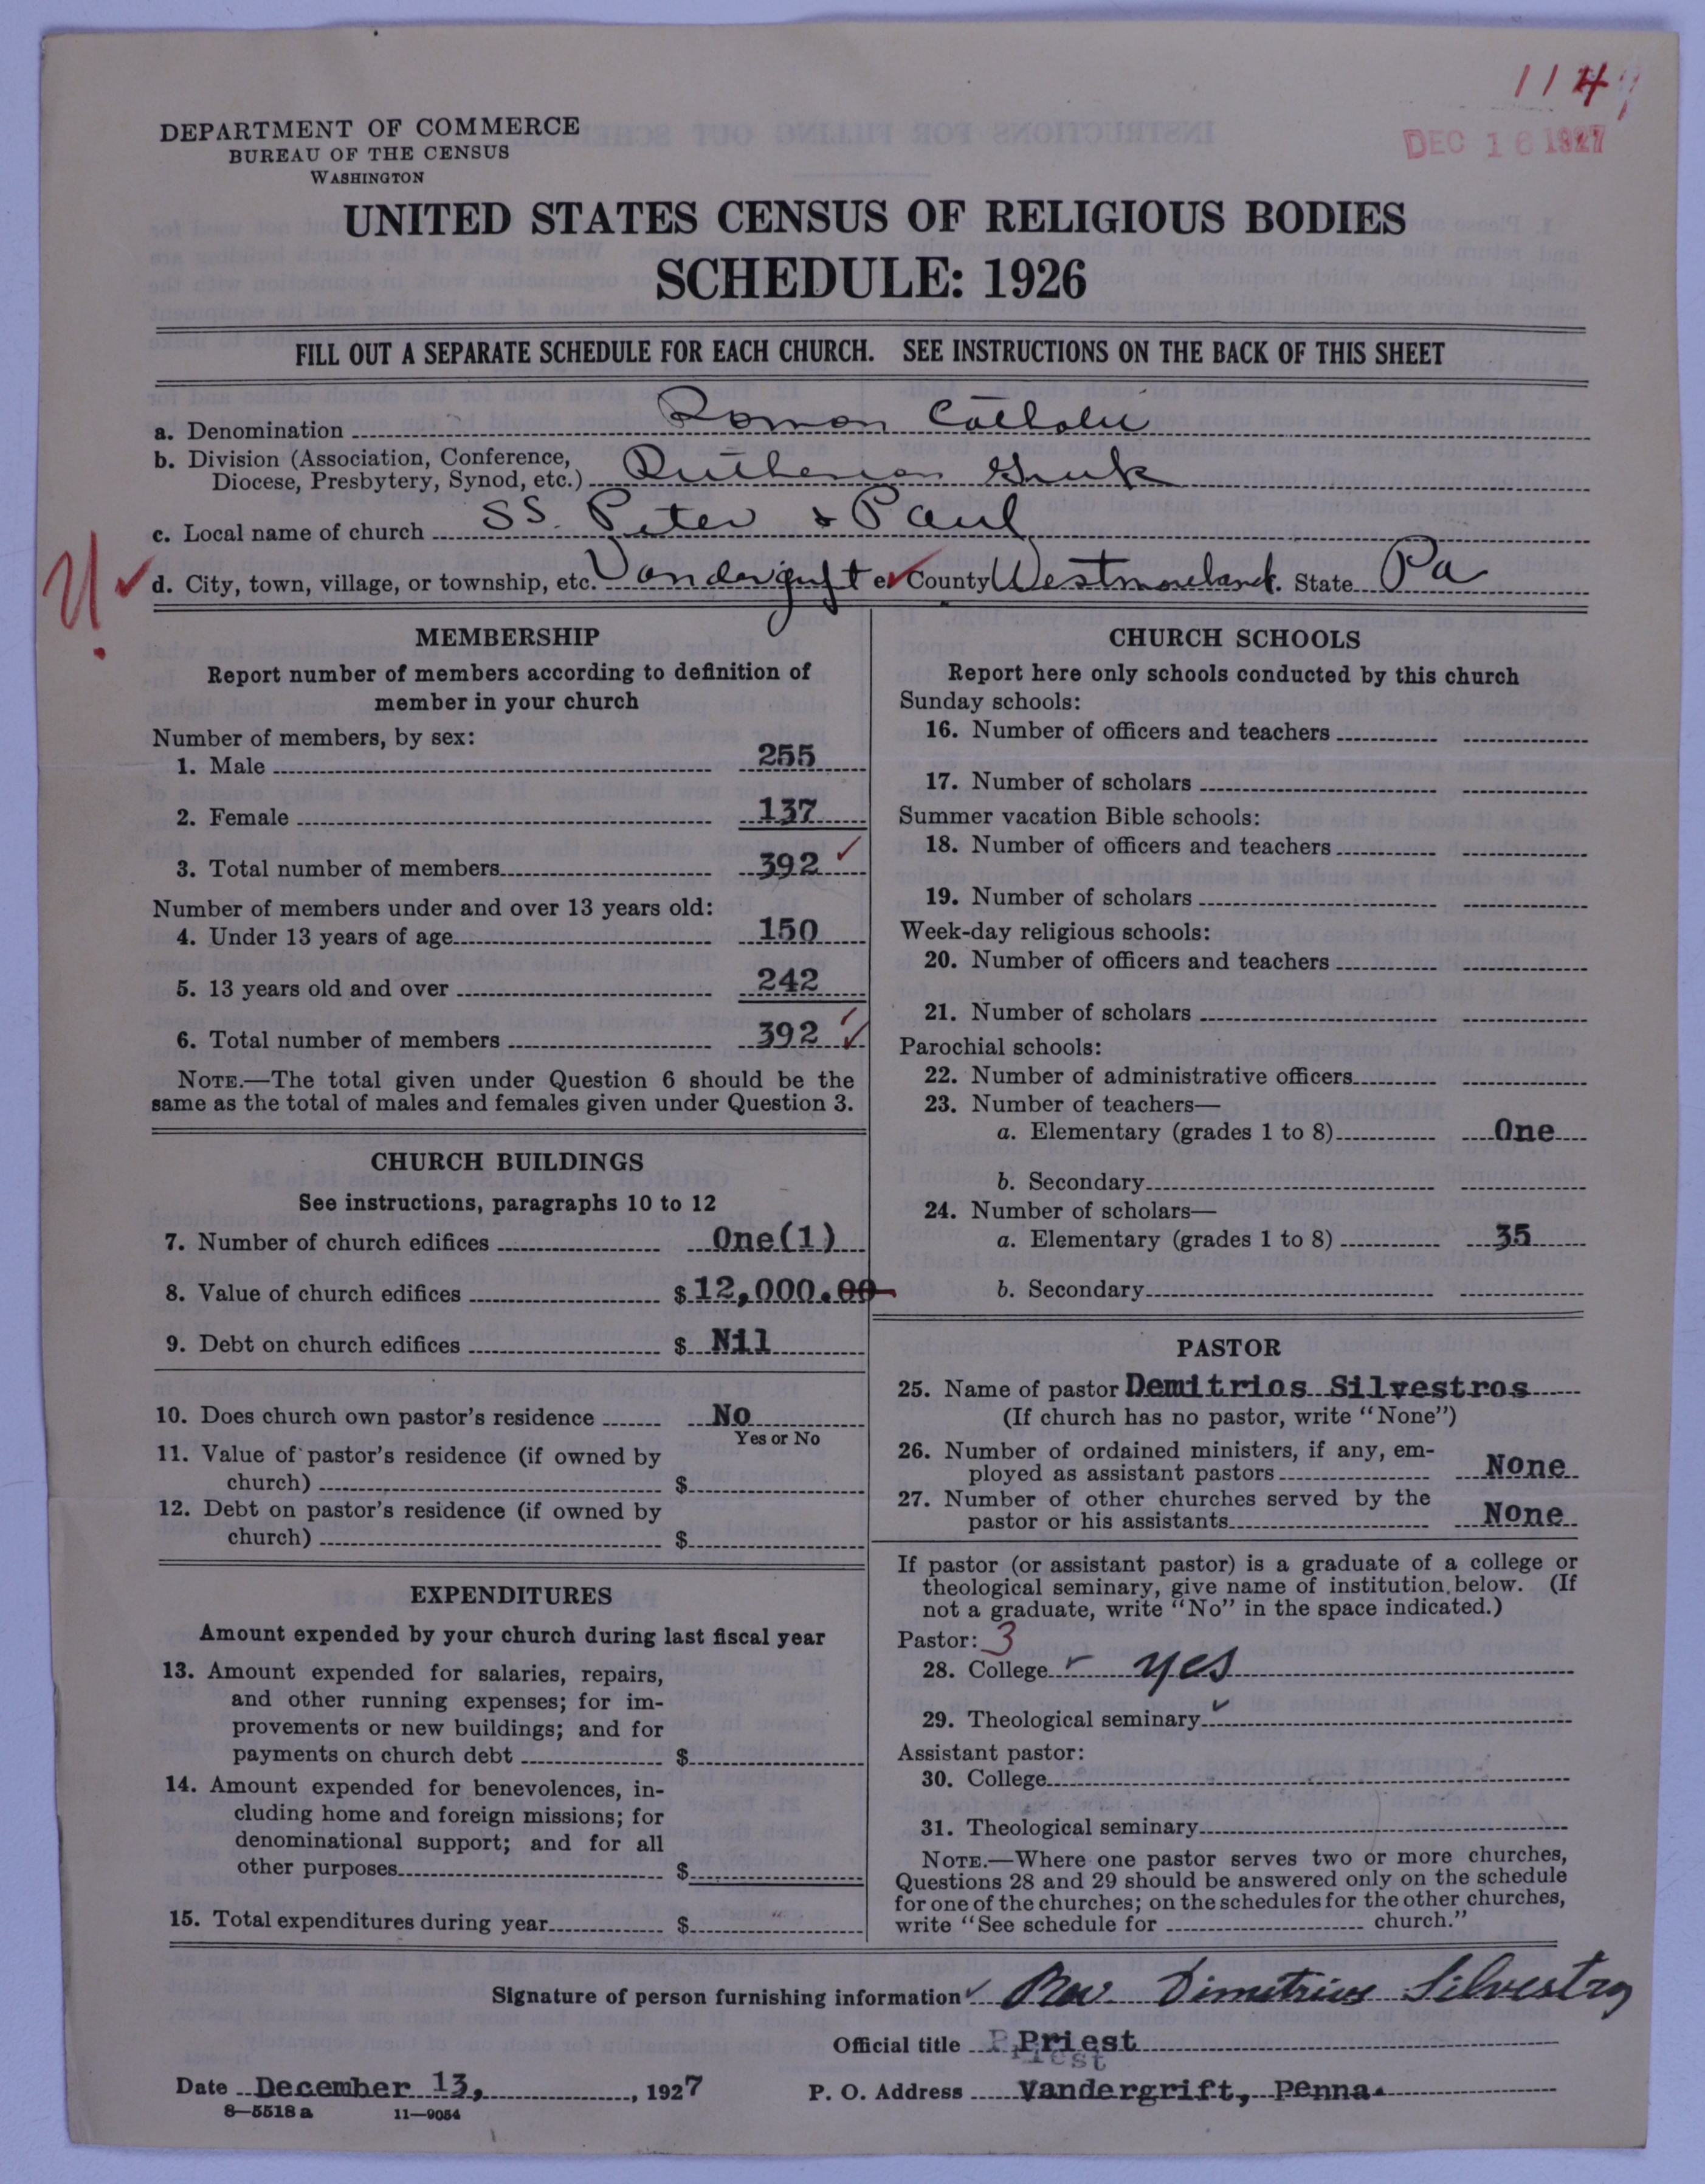 114
DEC 16 1927
DEPARTMENT OF COMMERCE
BUREAU OF THE CENSUS
WASHINGTON
UNITED STATES CENSUS OF RELIGIOUS BODIES
SCHEDULE: 1926
FILL OUT A SEPARATE SCHEDULE FOR EACH CHURCH. SEE INSTRUCTIONS ON THE BACK OF THIS SHEET
a. Denomination Roman Catholic
b. Division (Association, Conference,
Diocese, Presbytery, Synod, etc.) Ruthenian Greek
c. Local name of church SS. Peter & Paul
d. City, town, village, or township, etc. Vandergrift County Westmoreland. State Pa
MEMBERSHIP
Report number of members according to definition of
member in your church
Number of members, by sex:
1. Male 255
2. Female 137
3. Total number of members 392
Number of members under and over 13 years old:
4. Under 13 years of age 150
5. 13 years old and over 242
6. Total number of members 392
NOTE.—The total given under Question 6 should be the
same as the total of males and females given under Question 3.
CHURCH BUILDINGS
See instructions, paragraphs 10 to 12
7. Number of church edifices One(1)
8. Value of church edifices $12,000.00
9. Debt on church edifices $ Nil
10. Does church own pastor's residence No
Yes or No
11. Value of pastor's residence (if owned by
church) $
12. Debt on pastor's residence (if owned by
church) $
EXPENDITURES
Amount expended by your church during last fiscal year
13. Amount expended for salaries, repairs,
and other running expenses; for im-
provements or new buildings; and for
payments on church debt $
14. Amount expended for benevolences, in-
cluding home and foreign missions; for
denominational support; and for all
other purposes $
15. Total expenditures during year $
CHURCH SCHOOLS
Report here only schools conducted by this church
Sunday schools:
16. Number of officers and teachers
17. Number of scholars
Summer vacation Bible schools:
18. Number of officers and teachers
19. Number of scholars
Week-day religious schools:
20. Number of officers and teachers
21. Number of scholars
Parochial schools:
22. Number of administrative officers
23. Number of teachers—
a. Elementary (grades 1 to 8) One
b. Secondary
24. Number of scholars—
a. Elementary (grades 1 to 8) 35
b. Secondary
PASTOR
25. Name of pastor Demitrios Silvestros
(If church has no pastor, write "None")
26. Number of ordained ministers, if any, em-
ployed as assistant pastors None
27. Number of other churches served by the
pastor or his assistants None
If pastor (or assistant pastor) is a graduate of a college or
theological seminary, give name of institution below. (If
not a graduate, write "No" in the space indicated.)
Pastor: 3
28. College yes
29. Theological seminary
Assistant pastor:
30. College
31. Theological seminary
NOTE.—Where one pastor serves two or more churches,
Questions 28 and 29 should be answered only on the schedule
for one of the churches; on the schedules for the other churches,
write "See schedule for church."
Signature of person furnishing information Rev. Dimitrius Silvestros
Official title Priest
Date December 13, 1927 P. O. Address Vandergrift, Penna.
8—5518 a 11—9054